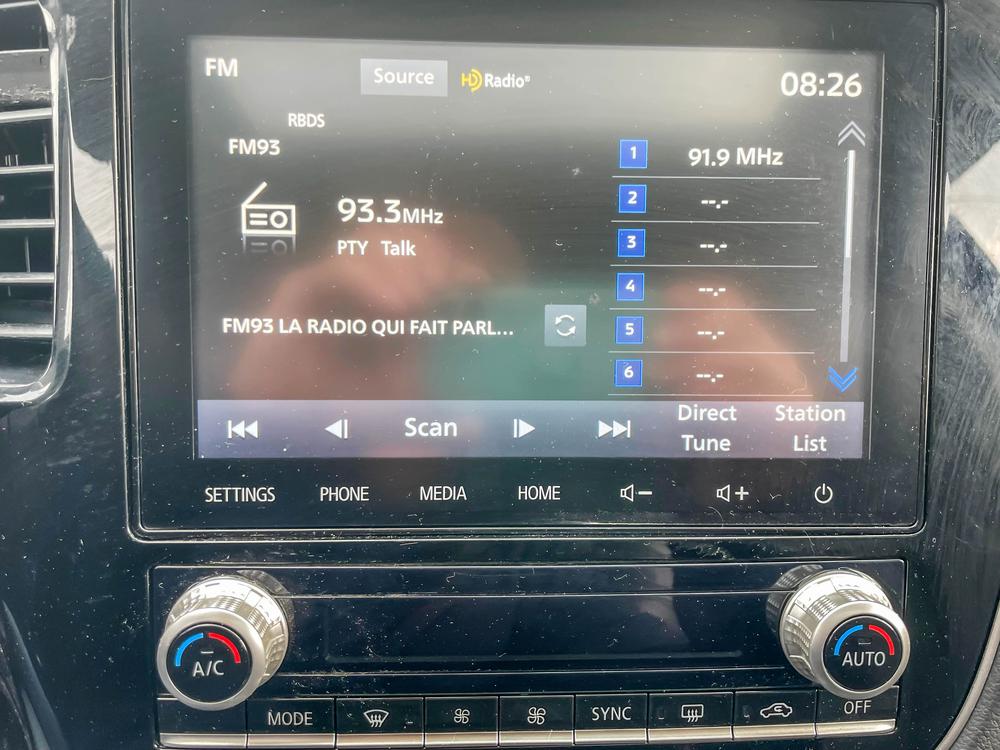 FM
Source
HD Radio®
08:26
RBDS
FM93
93.3MHz
PTY Talk
FM93 LA RADIO QUI FAIT PARL...
1 91.9 MHz
2 --.-
3 --.-
4 --.-
5 --.-
6 --.-
Scan
Direct Tune
Station List
SETTINGS PHONE MEDIA HOME - +
A/C
AUTO
MODE SYNC OFF